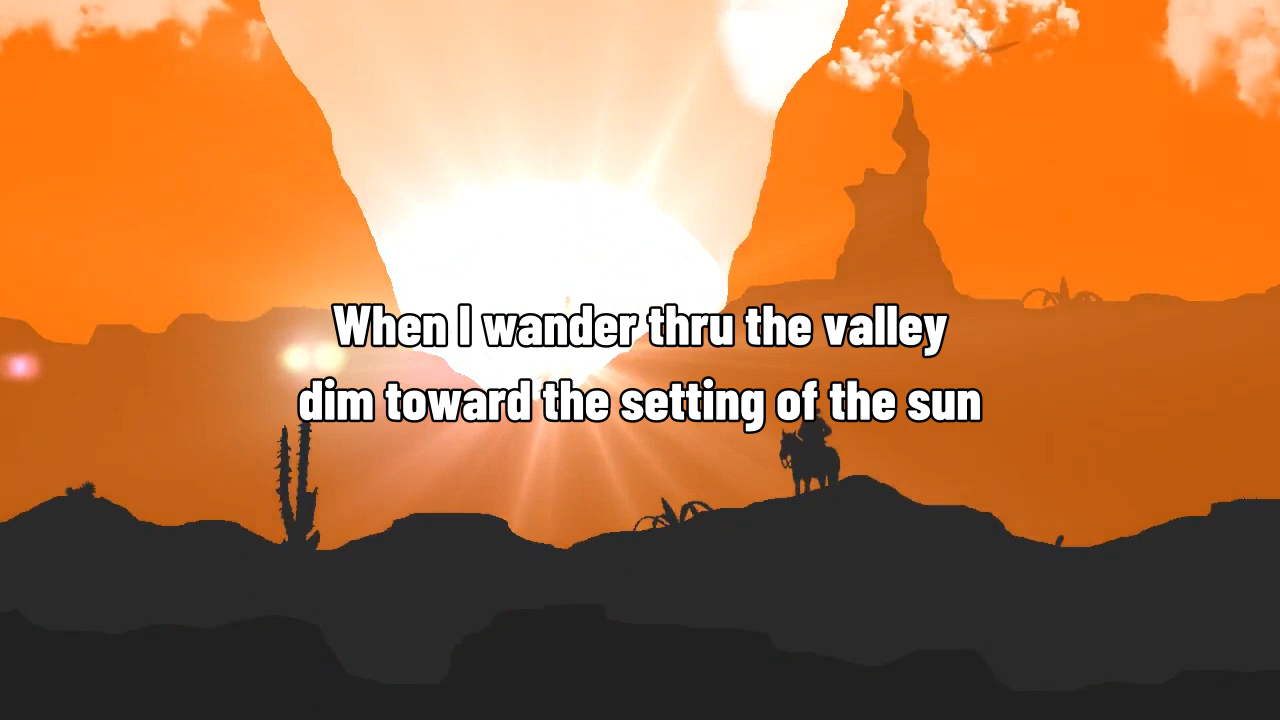 When I wander thru the valley
dim toward the setting of the sun